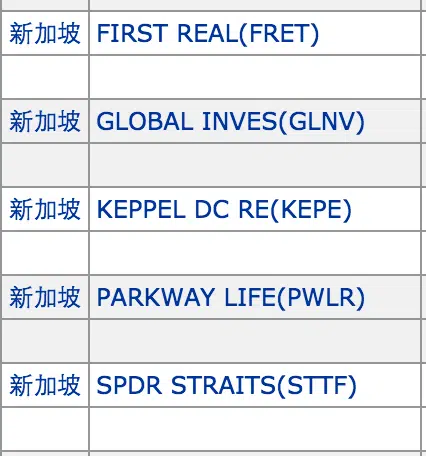 新加坡 FIRST REAL(FRET)
新加坡 GLOBAL INVES(GLNV)
新加坡 KEPPEL DC RE(KEPE)
新加坡 PARKWAY LIFE(PWLR)
新加坡 SPDR STRAITS(STTF)